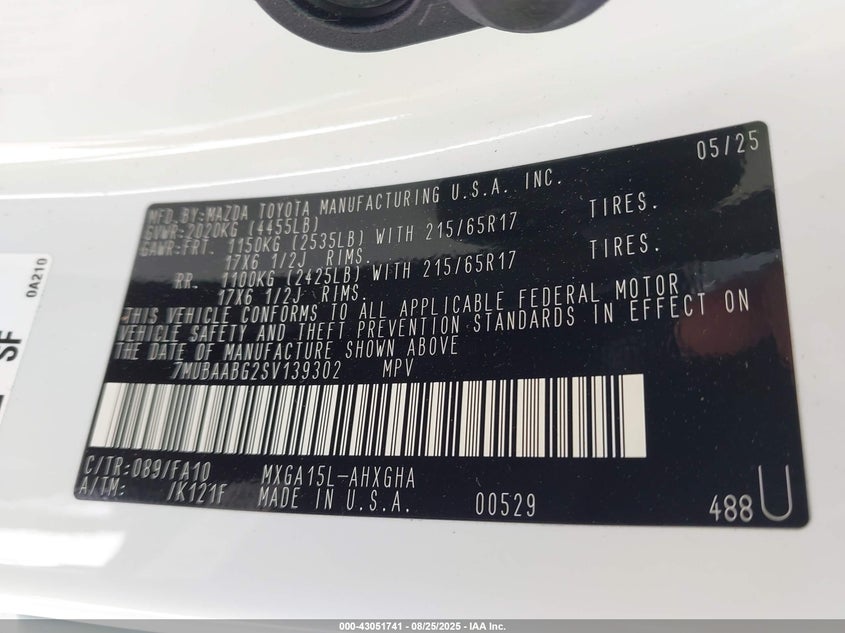 05/25
MFD. BY: MAZDA TOYOTA MANUFACTURING U.S.A. INC.
GVWR: 2020KG (4455LB)
GAWR: FRT. 1150KG (2535LB) WITH 215/65R17 TIRES.
17X6 1/2J RIMS.
RR. 1100KG (2425LB) WITH 215/65R17 TIRES.
17X6 1/2J RIMS.
THIS VEHICLE CONFORMS TO ALL APPLICABLE FEDERAL MOTOR
VEHICLE SAFETY AND THEFT PREVENTION STANDARDS IN EFFECT ON
THE DATE OF MANUFACTURE SHOWN ABOVE
7MUBAABG2SV139302 MPV
C/TR: 089/FA10 MXGA15L-AHXGHA
A/TM: /K121F MADE IN U.S.A. 00529
488 U
0A210
SF
000-43051741 - 08/25/2025 - IAA Inc.